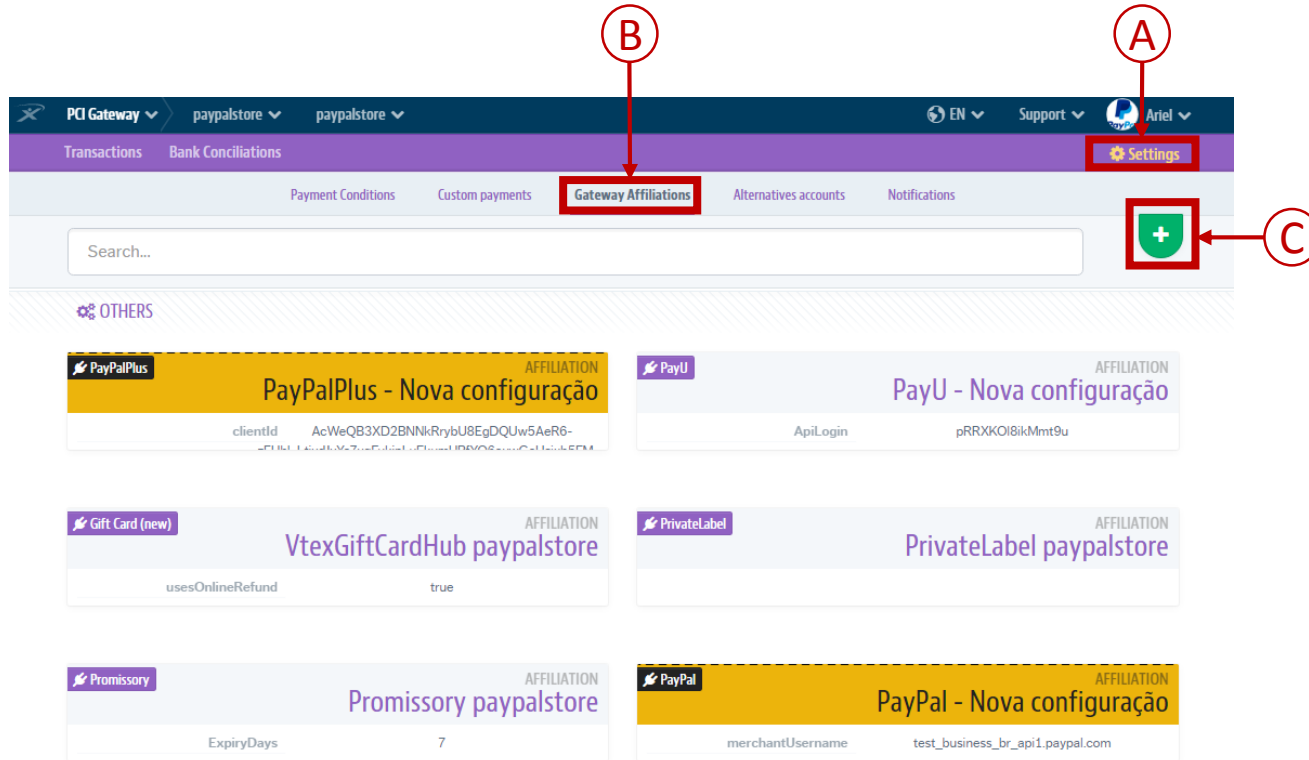 B
A
PCI Gateway
paypalstore
paypalstore
EN
Support
PayPal
Ariel
Transactions
Bank Conciliations
Settings
Payment Conditions
Custom payments
Gateway Affiliations
Alternatives accounts
Notifications
C
Search...
OTHERS
PayPalPlus
AFFILIATION
PayPalPlus - Nova configuração
clientId
AcWeQB3XD2BNNkRrybU8EgDQUw5AeR6-
PayU
AFFILIATION
PayU - Nova configuração
ApiLogin
pRRXKOl8ikMmt9u
Gift Card (new)
AFFILIATION
VtexGiftCardHub paypalstore
usesOnlineRefund
true
PrivateLabel
AFFILIATION
PrivateLabel paypalstore
Promissory
AFFILIATION
Promissory paypalstore
ExpiryDays
7
PayPal
AFFILIATION
PayPal - Nova configuração
merchantUsername
test_business_br_api1.paypal.com